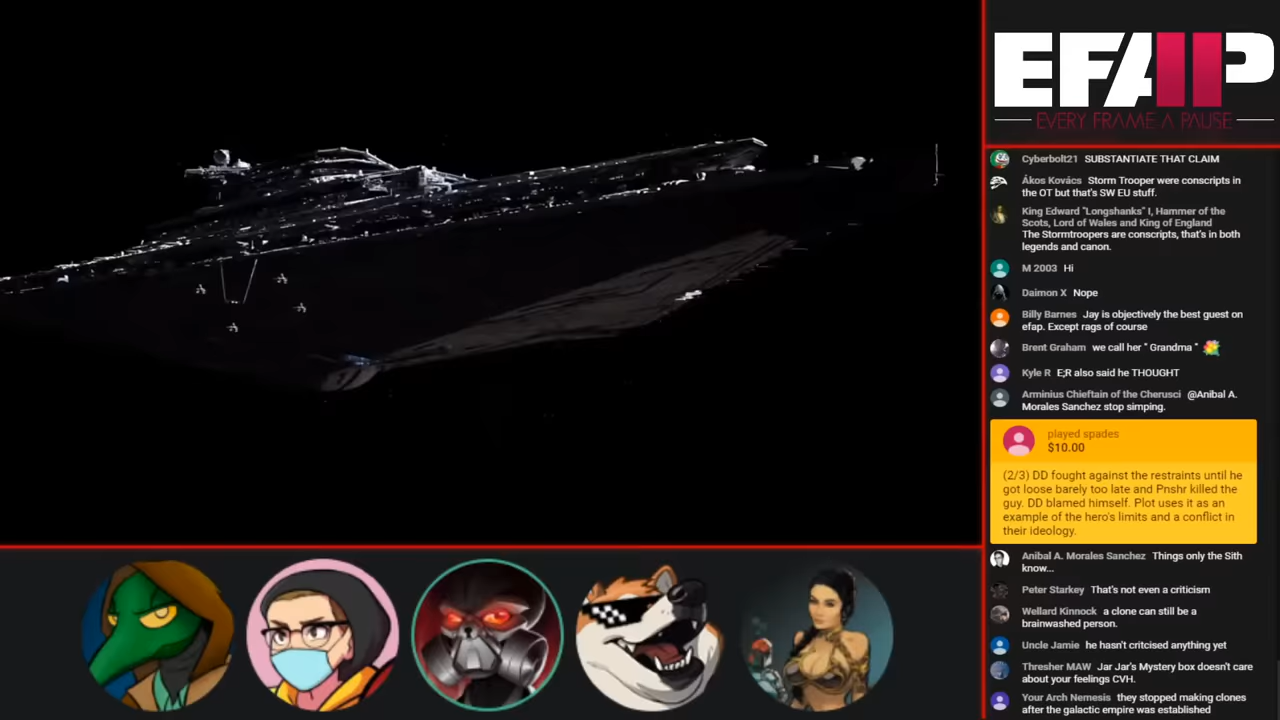 EFAIIP
EVERY FRAME A PAUSE
Cyberbolt21 SUBSTANTIATE THAT CLAIM
Ákos Kovács Storm Trooper were conscripts in
the OT but that's SW EU stuff.
King Edward "Longshanks" I, Hammer of the
Scots, Lord of Wales and King of England
The Stormtroopers are conscripts, that's in both
legends and canon.
M 2003 Hi
Daimon X Nope
Billy Barnes Jay is objectively the best guest on
efap. Except rags of course
Brent Graham we call her " Grandma "
Kyle R E;R also said he THOUGHT
Arminius Chieftain of the Cherusci @Anibal A.
Morales Sanchez stop simping.
played spades
$10.00
(2/3) DD fought against the restraints until he
got loose barely too late and Pnshr killed the
guy. DD blamed himself. Plot uses it as an
example of the hero's limits and a conflict in
their ideology.
Anibal A. Morales Sanchez Things only the Sith
know...
Peter Starkey That's not even a criticism
Wellard Kinnock a clone can still be a
brainwashed person.
Uncle Jamie he hasn't criticised anything yet
Thresher MAW Jar Jar's Mystery box doesn't care
about your feelings CVH.
Your Arch Nemesis they stopped making clones
after the galactic empire was established